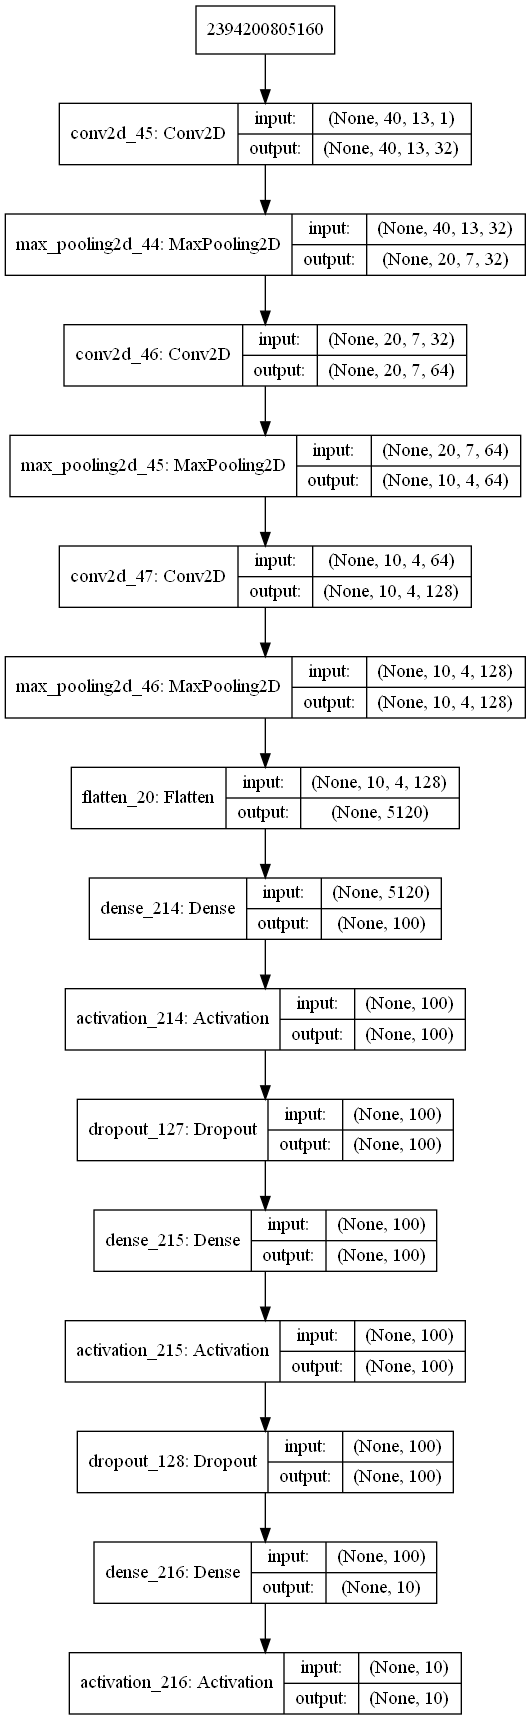 2394200805160
conv2d_45: Conv2D
input: (None, 40, 13, 1)
output: (None, 40, 13, 32)
max_pooling2d_44: MaxPooling2D
input: (None, 40, 13, 32)
output: (None, 20, 7, 32)
conv2d_46: Conv2D
input: (None, 20, 7, 32)
output: (None, 20, 7, 64)
max_pooling2d_45: MaxPooling2D
input: (None, 20, 7, 64)
output: (None, 10, 4, 64)
conv2d_47: Conv2D
input: (None, 10, 4, 64)
output: (None, 10, 4, 128)
max_pooling2d_46: MaxPooling2D
input: (None, 10, 4, 128)
output: (None, 10, 4, 128)
flatten_20: Flatten
input: (None, 10, 4, 128)
output: (None, 5120)
dense_214: Dense
input: (None, 5120)
output: (None, 100)
activation_214: Activation
input: (None, 100)
output: (None, 100)
dropout_127: Dropout
input: (None, 100)
output: (None, 100)
dense_215: Dense
input: (None, 100)
output: (None, 100)
activation_215: Activation
input: (None, 100)
output: (None, 100)
dropout_128: Dropout
input: (None, 100)
output: (None, 100)
dense_216: Dense
input: (None, 100)
output: (None, 10)
activation_216: Activation
input: (None, 10)
output: (None, 10)